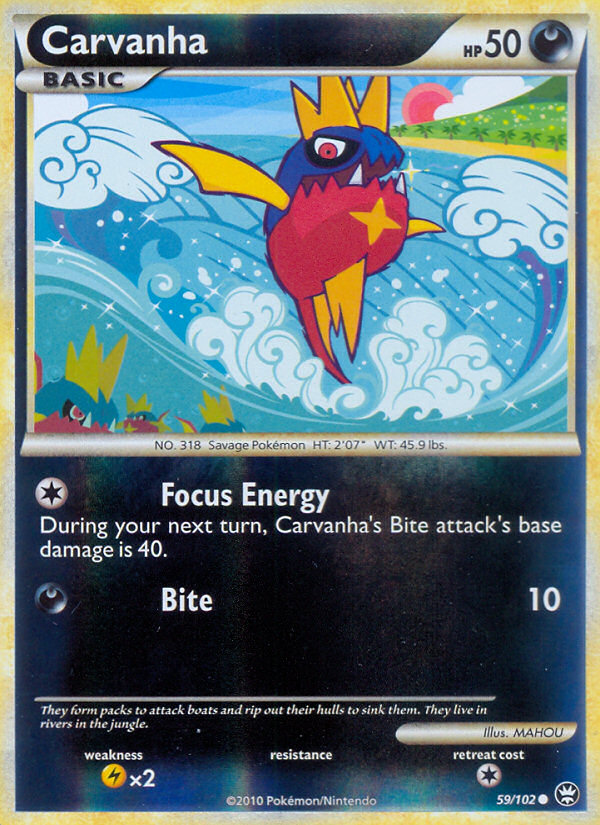 Carvanha
HP 50
BASIC
NO. 318 Savage Pokémon HT: 2'07" WT: 45.9 lbs.
Focus Energy
During your next turn, Carvanha's Bite attack's base
damage is 40.
Bite 10
They form packs to attack boats and rip out their hulls to sink them. They live in
rivers in the jungle.
Illus. MAHOU
weakness resistance retreat cost
×2
©2010 Pokémon/Nintendo 59/102